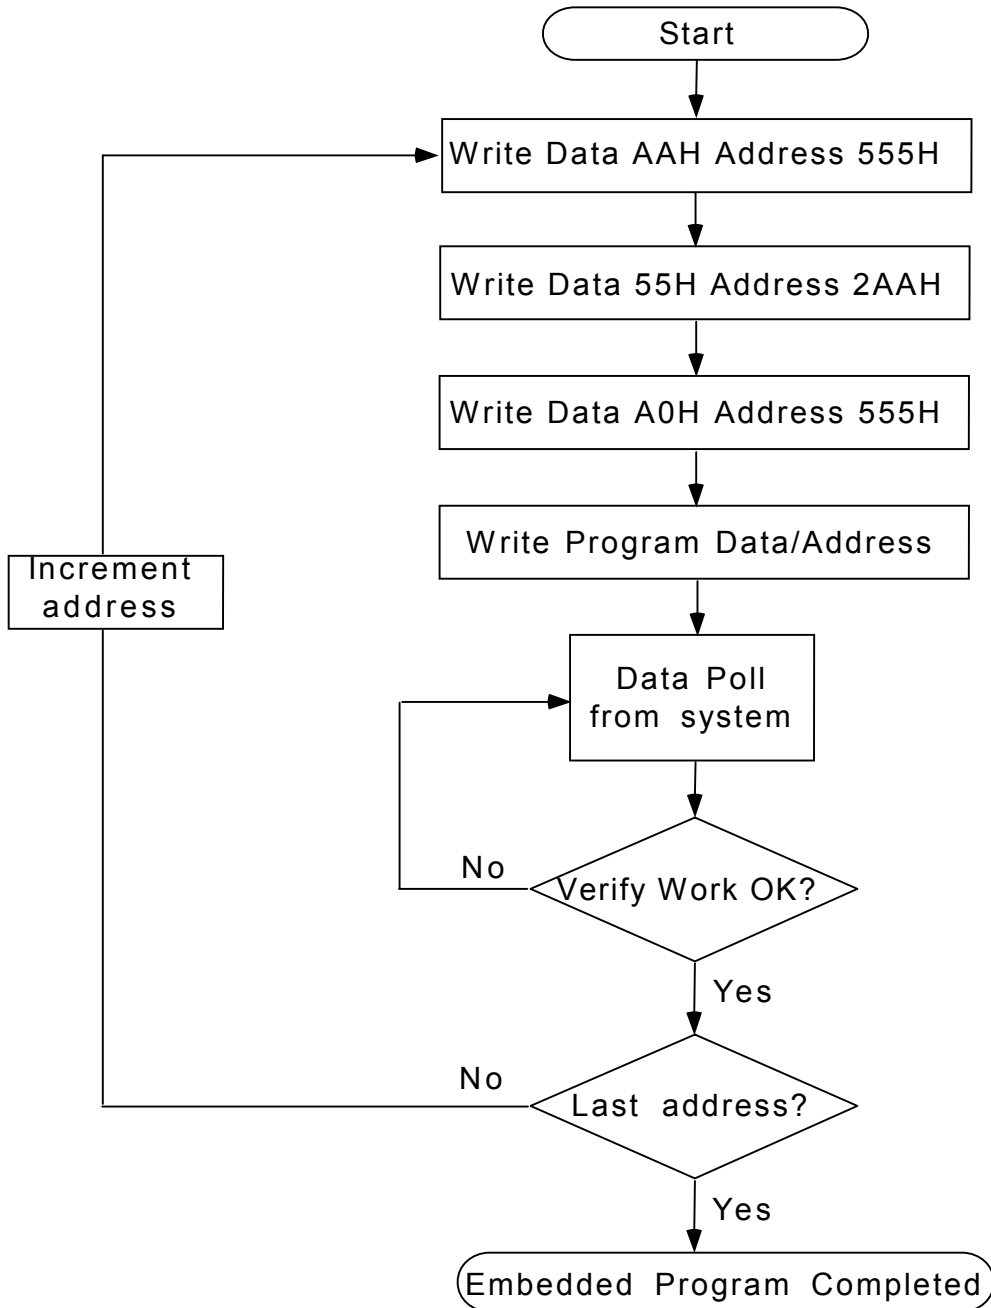 Start
Write Data AAH Address 555H
Write Data 55H Address 2AAH
Write Data A0H Address 555H
Write Program Data/Address
Increment
address
Data Poll
from system
No
Verify Work OK?
Yes
No
Last address?
Yes
Embedded Program Completed